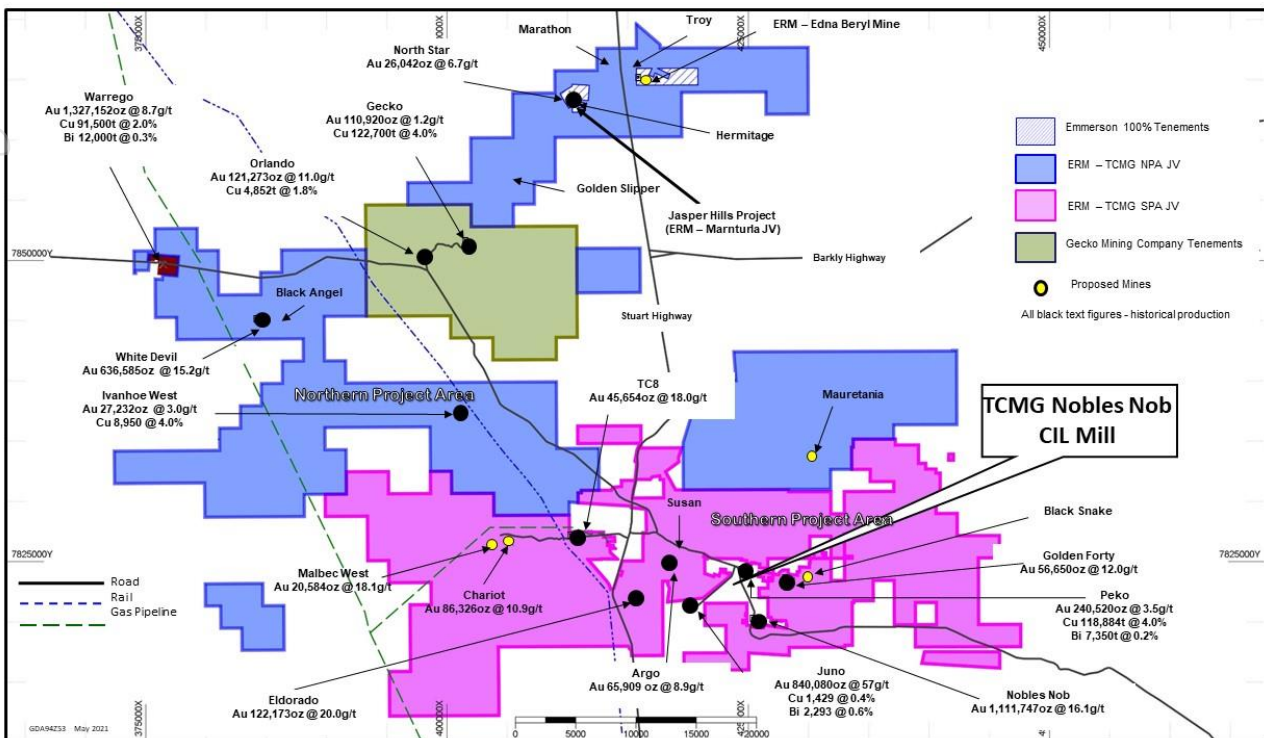 375000X
425000X
450000X
Marathon
Troy
ERM – Edna Beryl Mine
North Star
Au 26,042oz @ 6.7g/t
Warrego
Au 1,327,152oz @ 8.7g/t
Cu 91,500t @ 2.0%
Bi 12,000t @ 0.3%
Gecko
Au 110,920oz @ 1.2g/t
Cu 122,700t @ 4.0%
Hermitage
Orlando
Au 121,273oz @ 11.0g/t
Cu 4,852t @ 1.8%
Golden Slipper
Jasper Hills Project
(ERM – Marnturla JV)
Emmerson 100% Tenements
ERM – TCMG NPA JV
ERM – TCMG SPA JV
Gecko Mining Company Tenements
Proposed Mines
All black text figures - historical production
7850000Y
Barkly Highway
Black Angel
Stuart Highway
White Devil
Au 636,585oz @ 15.2g/t
Ivanhoe West
Au 27,232oz @ 3.0g/t
Cu 8,950 @ 4.0%
Northern Project Area
TC8
Au 45,654oz @ 18.0g/t
Mauretania
TCMG Nobles Nob
CIL Mill
Susan
Southern Project Area
Black Snake
7825000Y
7825000Y
Malbec West
Au 20,584oz @ 18.1g/t
Chariot
Au 86,326oz @ 10.9g/t
Golden Forty
Au 56,650oz @ 12.0g/t
Peko
Au 240,520oz @ 3.5g/t
Cu 118,884t @ 4.0%
Bi 7,350t @ 0.2%
Road
Rail
Gas Pipeline
Argo
Au 65,909 oz @ 8.9g/t
Juno
Au 840,080oz @ 57g/t
Cu 1,429 @ 0.4%
Bi 2,293 @ 0.6%
Eldorado
Au 122,173oz @ 20.0g/t
Nobles Nob
Au 1,111,747oz @ 16.1g/t
375000X
400000X
425000X
0
5000
10000
15000
20000
GDA94Z53 May 2021